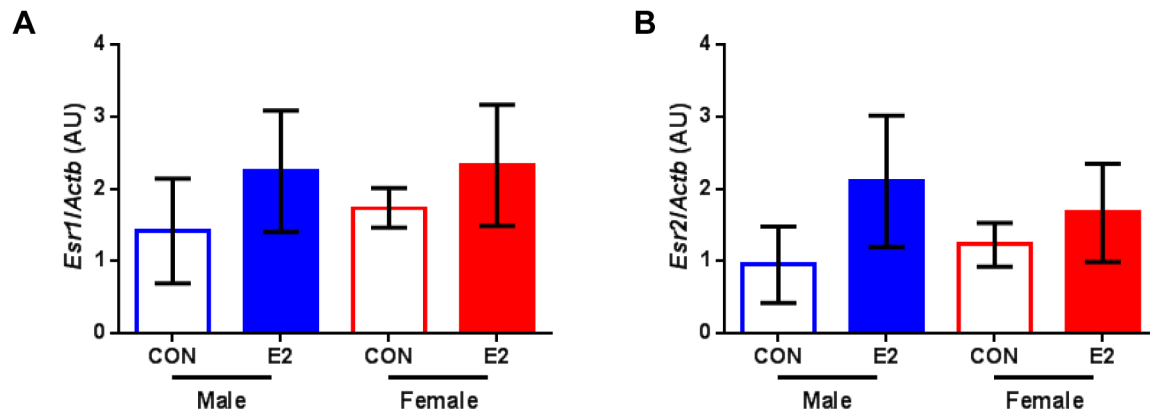 A
Esr1/Actb (AU)
4
3
2
1
0
CON E2 CON E2
Male Female
B
Esr2/Actb (AU)
4
3
2
1
0
CON E2 CON E2
Male Female